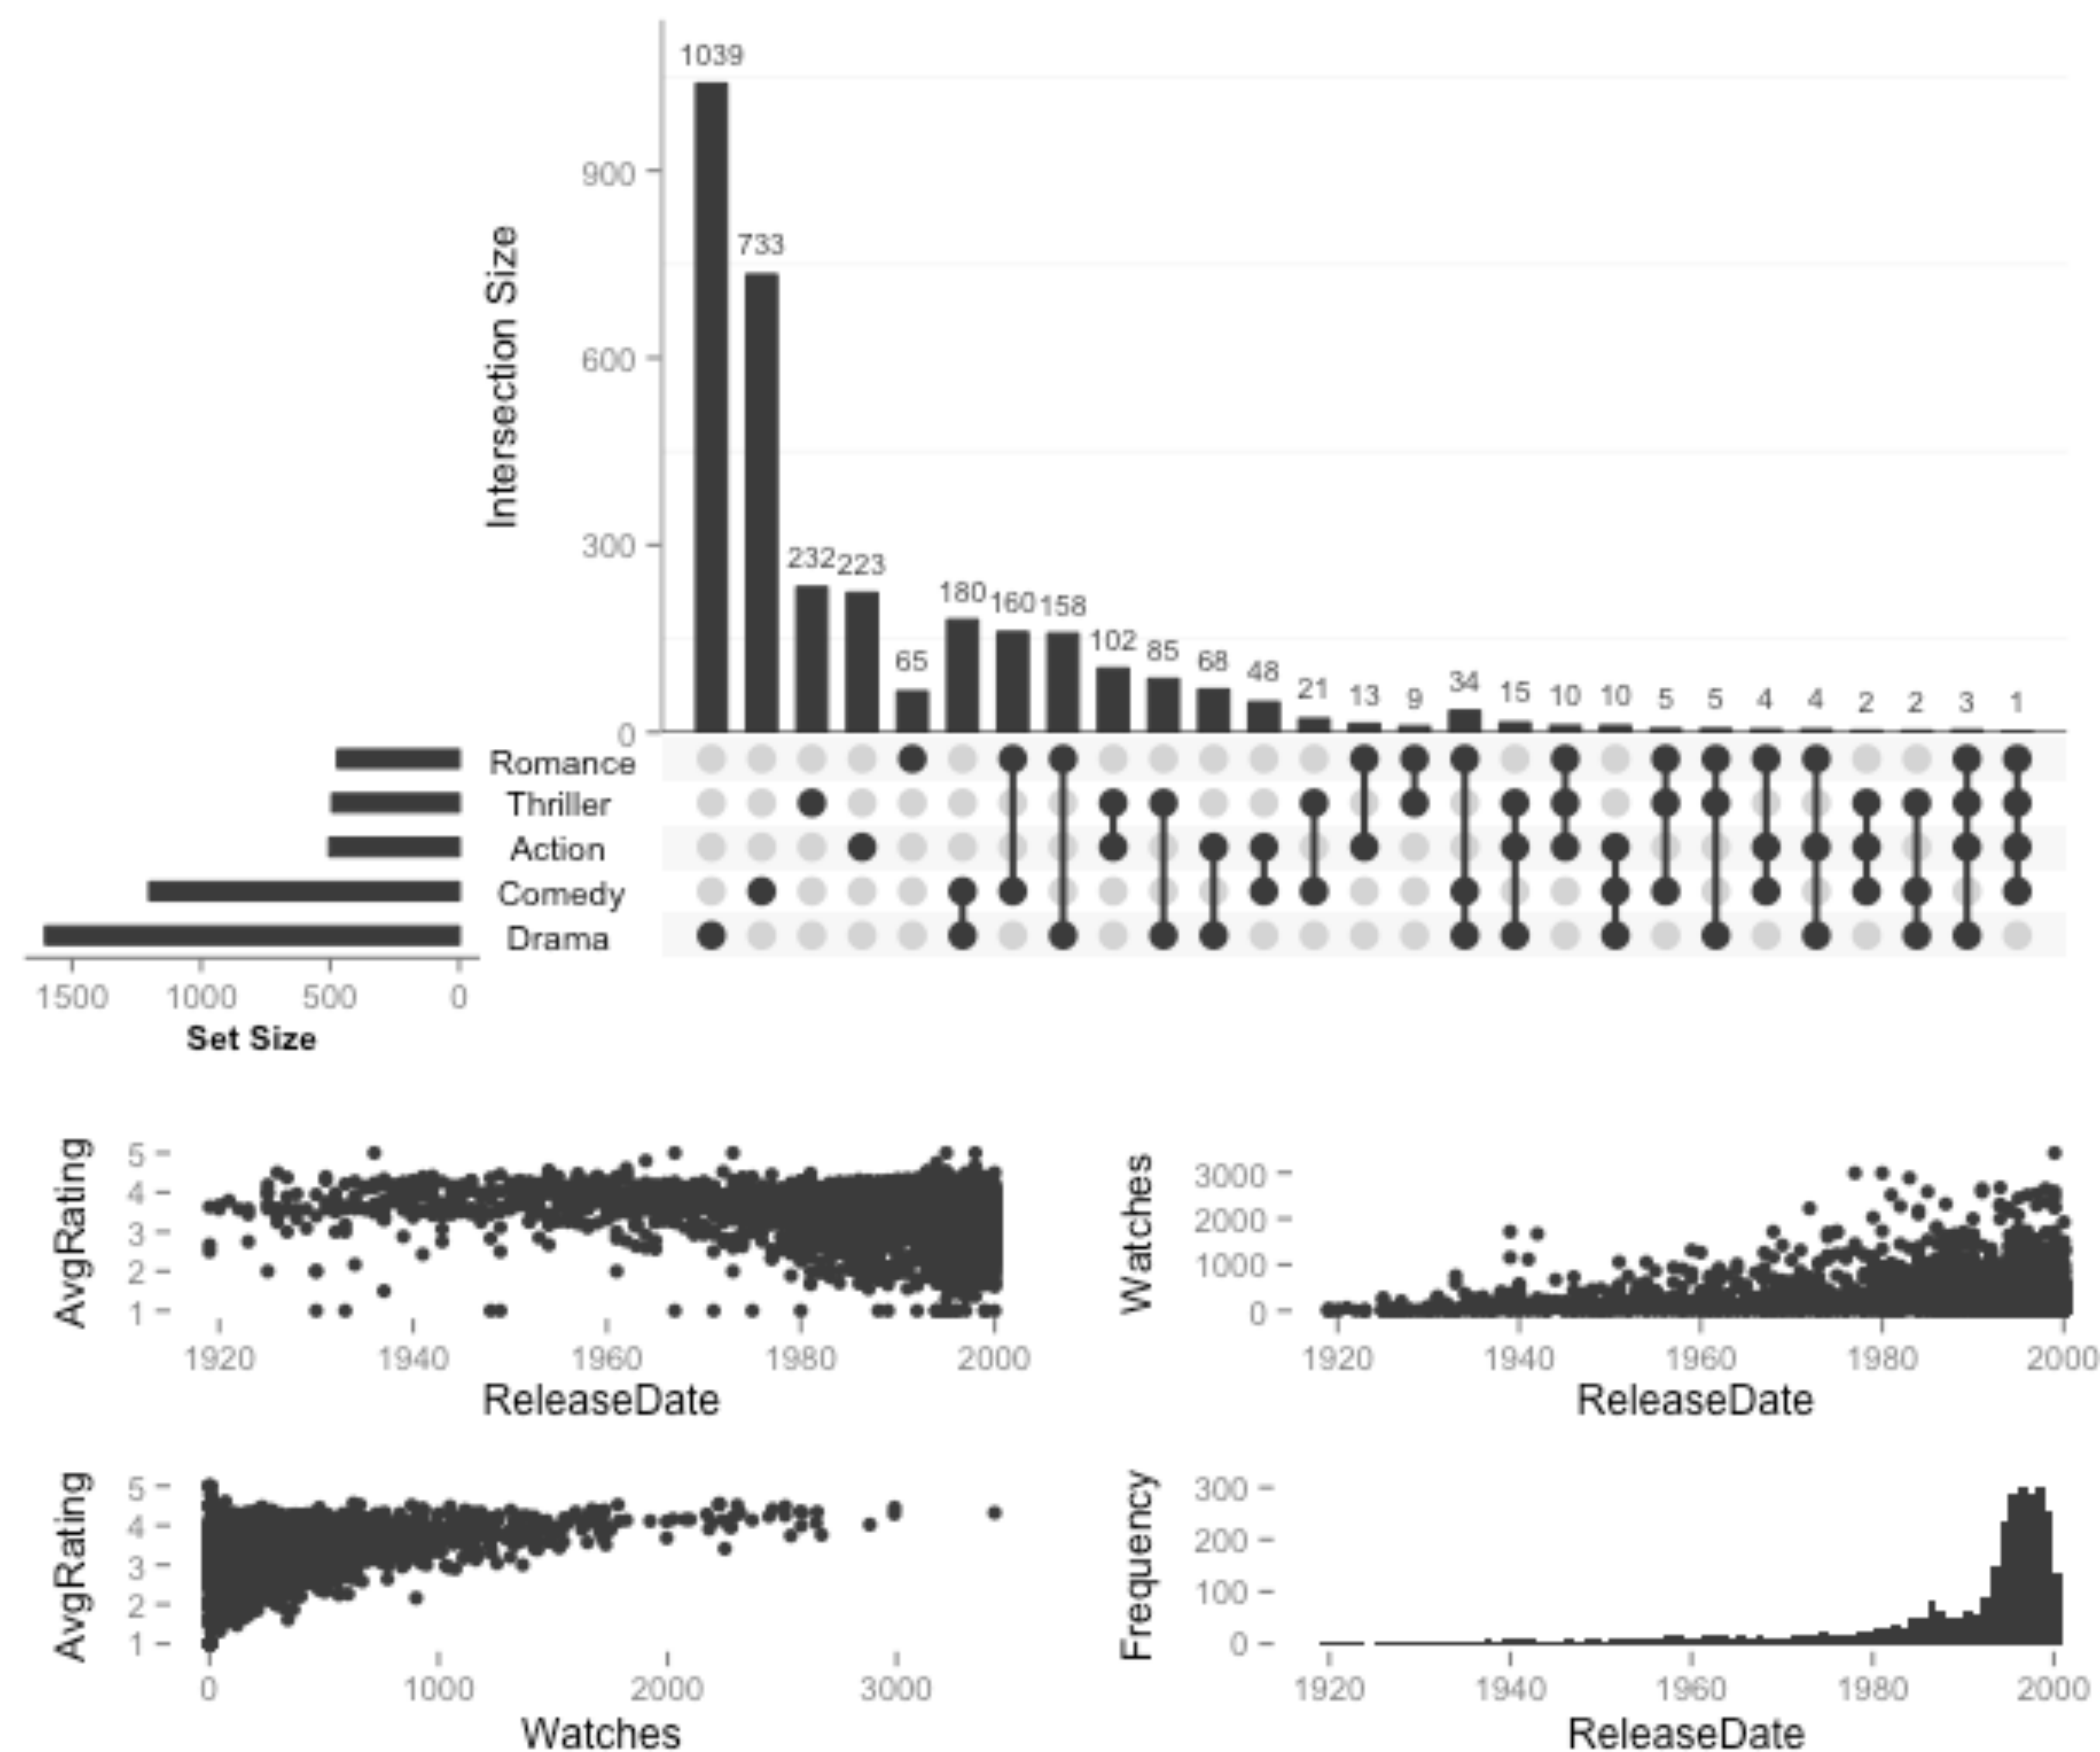 1039
900
733
Intersection Size
600
300
232 223
180 160 158
102 85 68 48 21 13 9 34 15 10 10 5 5 4 4 2 2 3 1
65
0
Romance
Thriller
Action
Comedy
Drama
1500 1000 500 0
Set Size
AvgRating
5
4
3
2
1
1920 1940 1960 1980 2000
ReleaseDate
Watches
3000
2000
1000
0
1920 1940 1960 1980 2000
ReleaseDate
AvgRating
5
4
3
2
1
0 1000 2000 3000
Watches
Frequency
300
200
100
0
1920 1940 1960 1980 2000
ReleaseDate